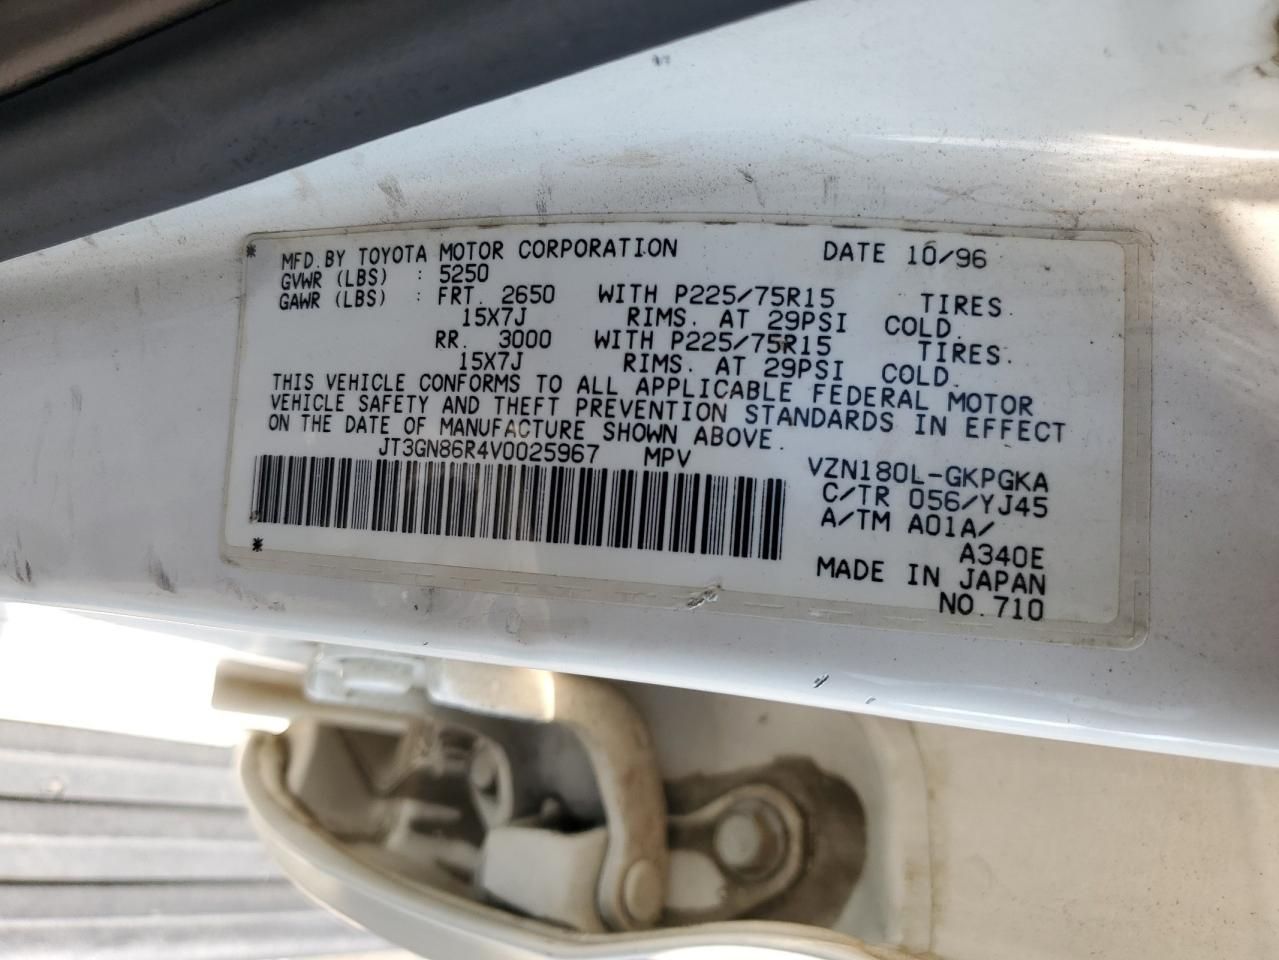 * MFD. BY TOYOTA MOTOR CORPORATION DATE 10/96
GVWR (LBS) : 5250
GAWR (LBS) : FRT. 2650 WITH P225/75R15 TIRES.
15X7J RIMS. AT 29PSI COLD.
RR. 3000 WITH P225/75R15 TIRES.
15X7J RIMS. AT 29PSI COLD.
THIS VEHICLE CONFORMS TO ALL APPLICABLE FEDERAL MOTOR
VEHICLE SAFETY AND THEFT PREVENTION STANDARDS IN EFFECT
ON THE DATE OF MANUFACTURE SHOWN ABOVE.
JT3GN86R4V0025967 MPV
VZN180L-GKPGKA
C/TR 056/YJ45
A/TM A01A/
A340E
* MADE IN JAPAN
NO.710